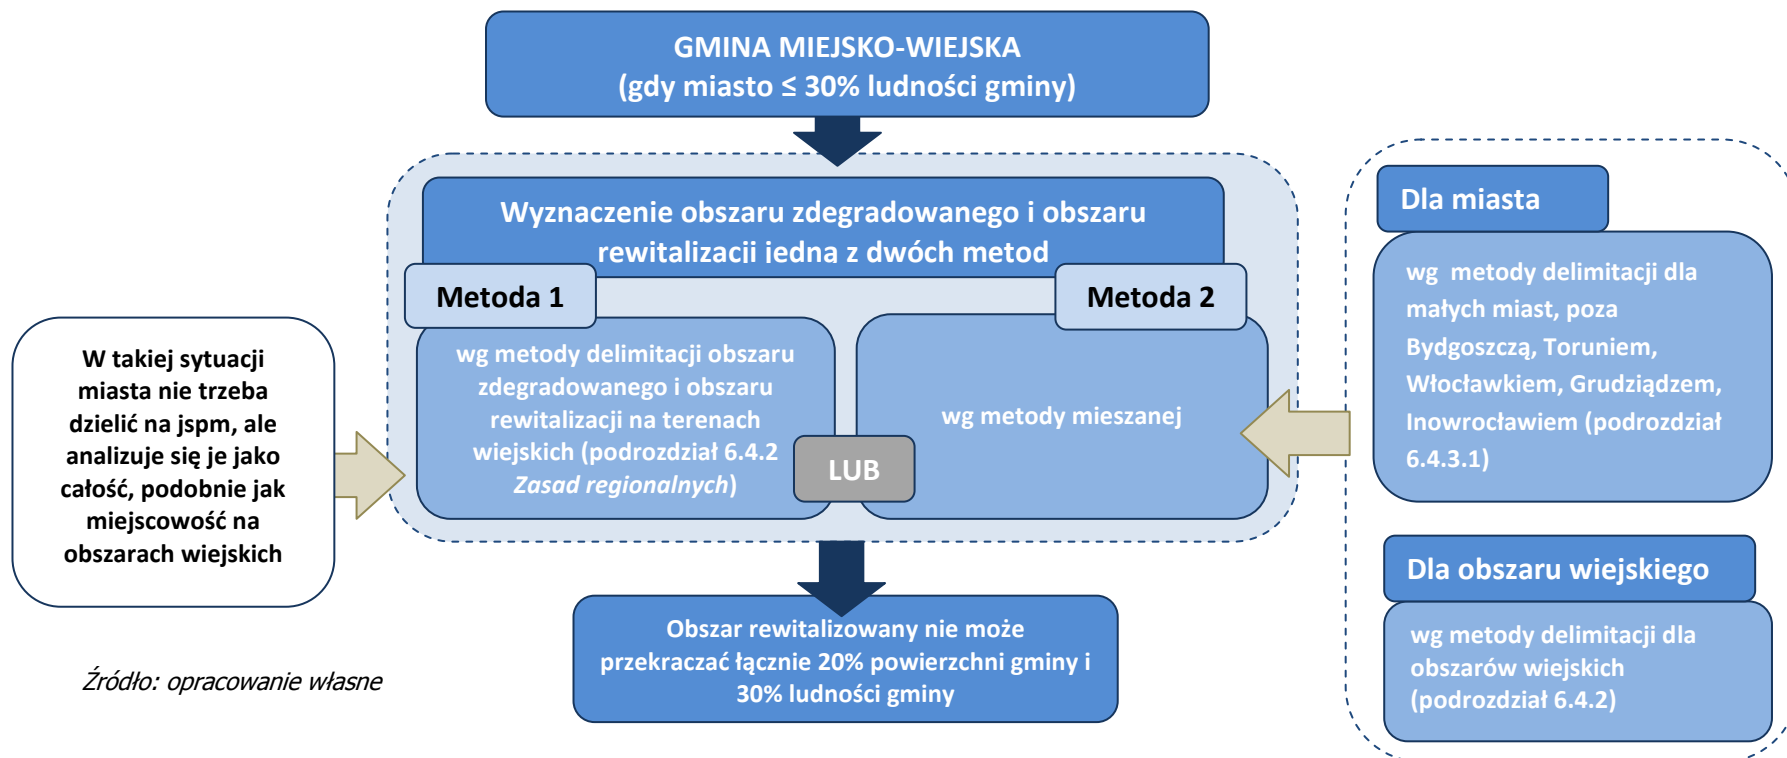 GMINA MIEJSKO-WIEJSKA
(gdy miasto ≤ 30% ludności gminy)
Wyznaczenie obszaru zdegradowanego i obszaru
rewitalizacji jedną z dwóch metod
Metoda 1
Metoda 2
wg metody delimitacji obszaru
zdegradowanego i obszaru
rewitalizacji na terenach
wiejskich (podrozdział 6.4.2
Zasad regionalnych)
LUB
wg metody mieszanej
W takiej sytuacji
miasta nie trzeba
dzielić na jspm, ale
analizuje się je jako
całość, podobnie jak
miejscowość na
obszarach wiejskich
Dla miasta
wg metody delimitacji dla
małych miast, poza
Bydgoszczą, Toruniem,
Włocławkiem, Grudziądzem,
Inowrocławiem (podrozdział
6.4.3.1)
Dla obszaru wiejskiego
wg metody delimitacji dla
obszarów wiejskich
(podrozdział 6.4.2)
Obszar rewitalizowany nie może
przekraczać łącznie 20% powierzchni gminy i
30% ludności gminy
Źródło: opracowanie własne